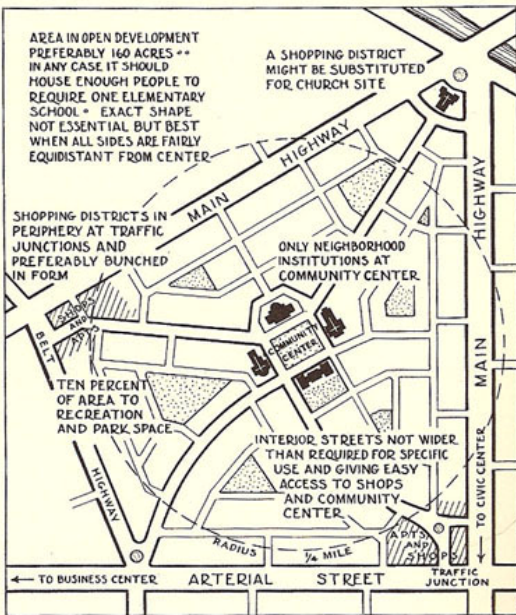 AREA IN OPEN DEVELOPMENT
PREFERABLY 160 ACRES • •
IN ANY CASE IT SHOULD
HOUSE ENOUGH PEOPLE TO
REQUIRE ONE ELEMENTARY
SCHOOL • EXACT SHAPE
NOT ESSENTIAL BUT BEST
WHEN ALL SIDES ARE FAIRLY
EQUIDISTANT FROM CENTER
A SHOPPING DISTRICT
MIGHT BE SUBSTITUTED
FOR CHURCH SITE
MAIN HIGHWAY
HIGHWAY
MAIN
SHOPPING DISTRICTS IN
PERIPHERY AT TRAFFIC
JUNCTIONS AND
PREFERABLY BUNCHED
IN FORM
ONLY NEIGHBORHOOD
INSTITUTIONS AT
COMMUNITY CENTER
SHOPS
AND
APTS
BELT
HIGHWAY
COMMUNITY
CENTER
TEN PERCENT
OF AREA TO
RECREATION
AND PARK SPACE
INTERIOR STREETS NOT WIDER
THAN REQUIRED FOR SPECIFIC
USE AND GIVING EASY
ACCESS TO SHOPS
AND COMMUNITY
CENTER
TO CIVIC CENTER
RADIUS 1/4 MILE
APTS
AND
SHOPS
← TO BUSINESS CENTER
ARTERIAL STREET
TRAFFIC
JUNCTION